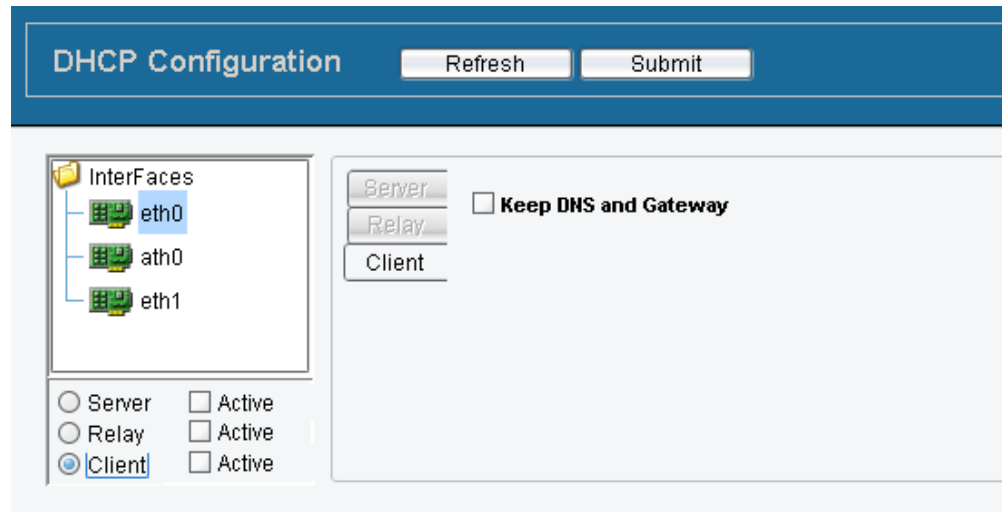 DHCP Configuration
Refresh
Submit
InterFaces
eth0
ath0
eth1
Server
Relay
Client
Keep DNS and Gateway
Server Active
Relay Active
Client Active